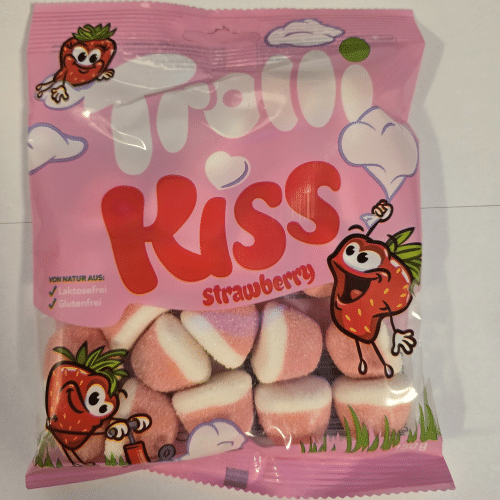 Trolli
Kiss
strawberry
VON NATUR AUS:
✓ Laktosefrei
✓ Glutenfrei